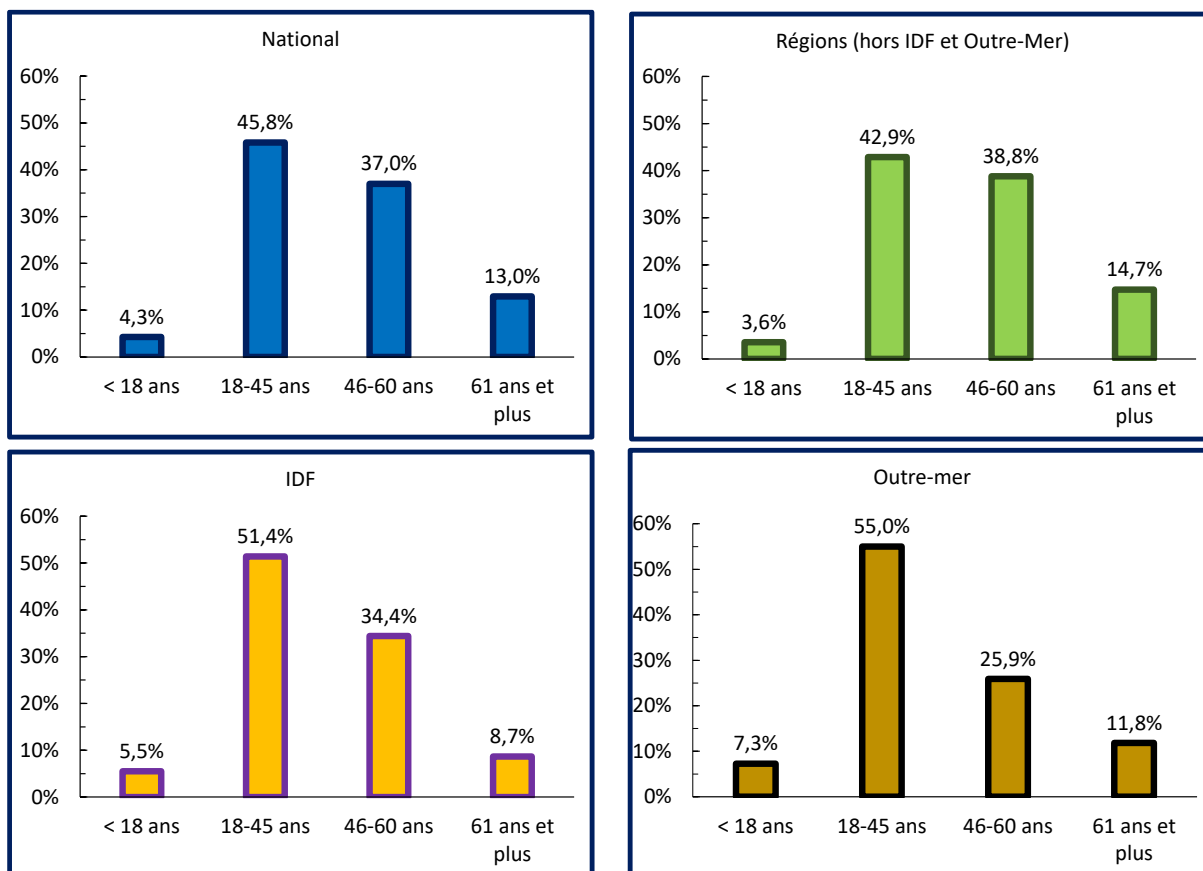 National
60%
50%
40%
30%
20%
10%
0%
4,3%
45,8%
37,0%
13,0%
< 18 ans
18-45 ans
46-60 ans
61 ans et
plus
Régions (hors IDF et Outre-Mer)
60%
50%
40%
30%
20%
10%
0%
3,6%
42,9%
38,8%
14,7%
< 18 ans
18-45 ans
46-60 ans
61 ans et
plus
IDF
60%
50%
40%
30%
20%
10%
0%
5,5%
51,4%
34,4%
8,7%
< 18 ans
18-45 ans
46-60 ans
61 ans et
plus
Outre-mer
60%
50%
40%
30%
20%
10%
0%
7,3%
55,0%
25,9%
11,8%
< 18 ans
18-45 ans
46-60 ans
61 ans et
plus